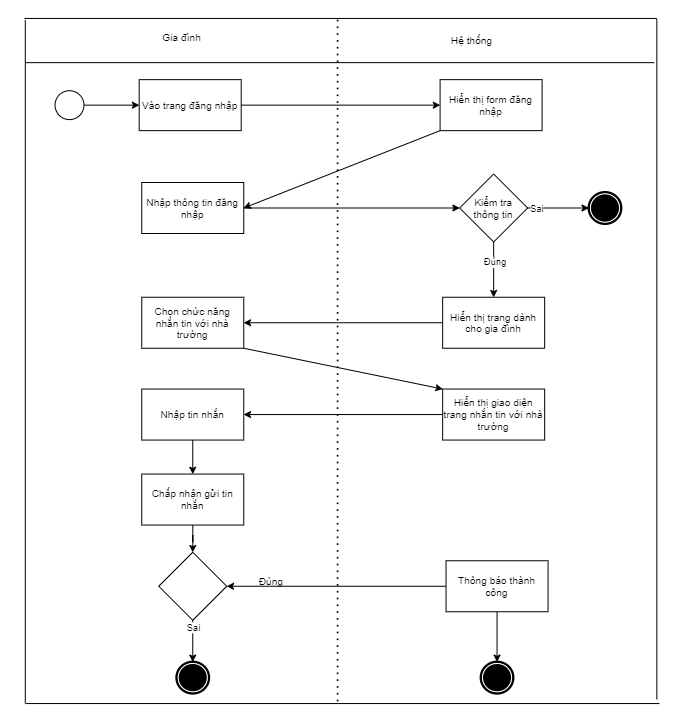 Gia đình
Hệ thống
Vào trang đăng nhập
Hiển thị form đăng
nhập
Nhập thông tin đăng
nhập
Kiểm tra
thông tin
Sai
Đúng
Chọn chức năng
nhắn tin với nhà
trường
Hiển thị trang dành
cho gia đình
Nhập tin nhắn
Hiển thị giao diện
trang nhắn tin với nhà
trường
Chấp nhận gửi tin
nhắn
Đúng
Thông báo thành
công
Sai